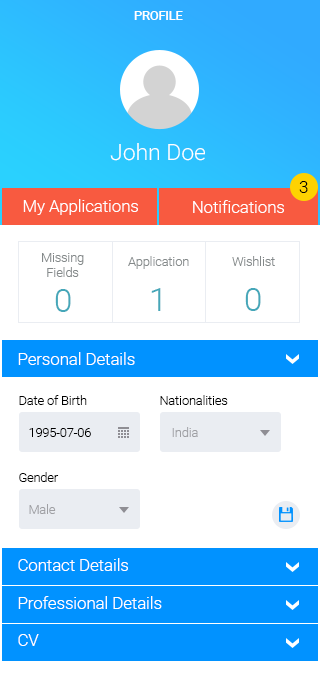 PROFILE
John Doe
My Applications
Notifications
3
Missing
Fields
0
Application
1
Wishlist
0
Personal Details
Date of Birth
1995-07-06
Nationalities
India
Gender
Male
Contact Details
Professional Details
CV